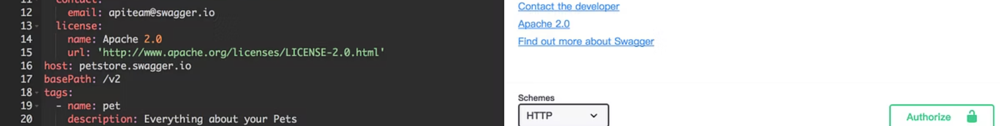 11 contact:
12 email: apiteam@swagger.io
13 license:
14 name: Apache 2.0
15 url: 'http://www.apache.org/licenses/LICENSE-2.0.html'
16 host: petstore.swagger.io
17 basePath: /v2
18 tags:
19 - name: pet
20 description: Everything about your Pets
Contact the developer
Apache 2.0
Find out more about Swagger
Schemes
HTTP
Authorize